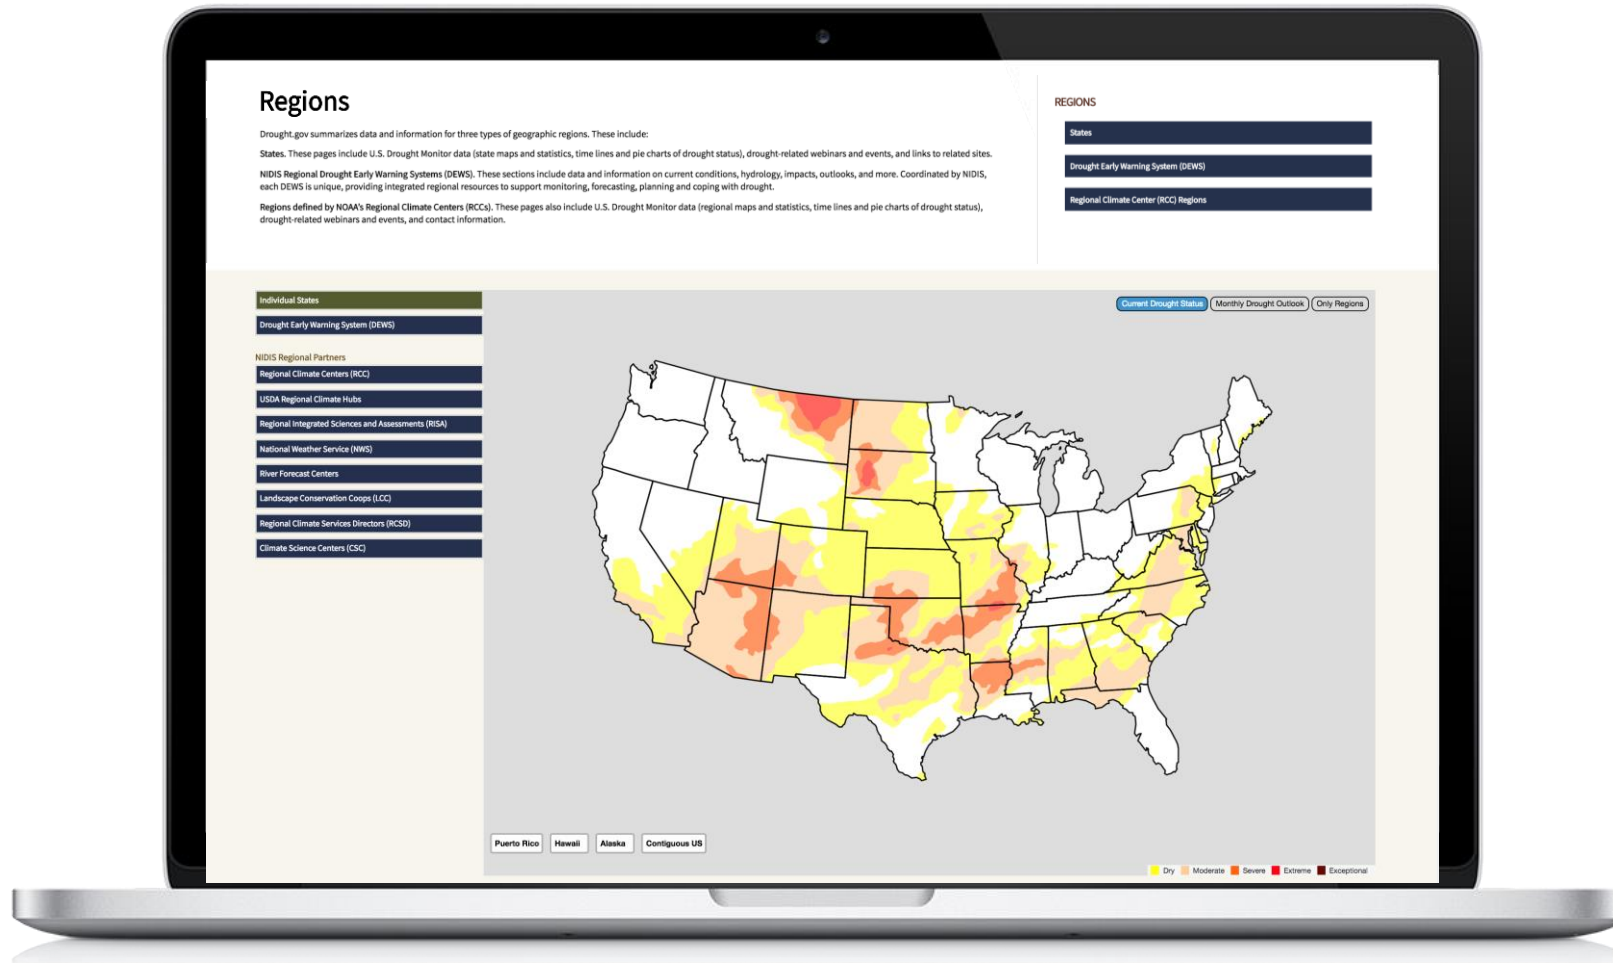 Regions
Drought.gov summarizes data and information for three types of geographic regions. These include:
States. These pages include U.S. Drought Monitor data (state maps and statistics, time lines and pie charts of drought status), drought-related webinars and events, and links to related sites.
NIDIS Regional Drought Early Warning Systems (DEWS). These sections include data and information on current conditions, hydrology, impacts, outlooks, and more. Coordinated by NIDIS,
each DEWS is unique, providing integrated regional resources to support monitoring, forecasting, planning and coping with drought.
Regions defined by NOAA's Regional Climate Centers (RCCs). These pages also include U.S. Drought Monitor data (regional maps and statistics, time lines and pie charts of drought status),
drought-related webinars and events, and contact information.
REGIONS
States
Drought Early Warning System (DEWS)
Regional Climate Center (RCC) Regions
Individual States
Drought Early Warning System (DEWS)
NIDIS Regional Partners
Regional Climate Centers (RCC)
USDA Regional Climate Hubs
Regional Integrated Sciences and Assessments (RISA)
National Weather Service (NWS)
River Forecast Centers
Landscape Conservation Coops (LCC)
Regional Climate Services Directors (RCSD)
Climate Science Centers (CSC)
Current Drought Status
Monthly Drought Outlook
Only Regions
Puerto Rico
Hawaii
Alaska
Contiguous US
Dry
Moderate
Severe
Extreme
Exceptional